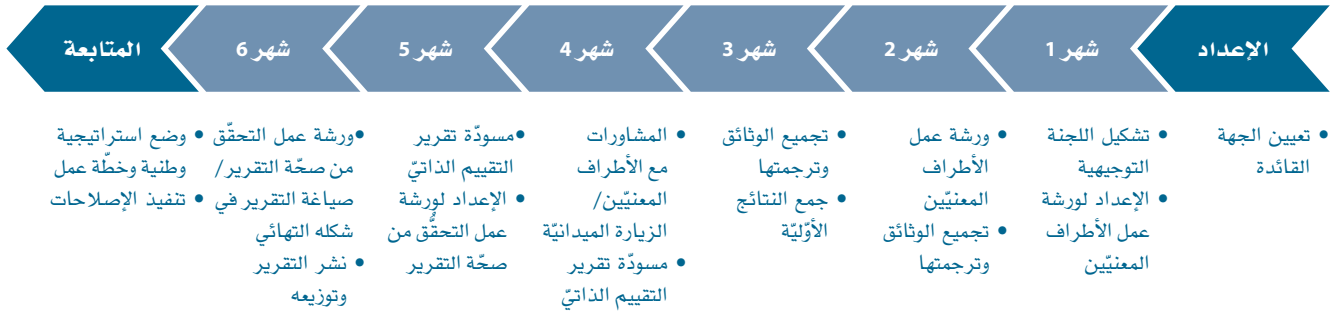 الإعداد
شهر 1
شهر 2
شهر 3
شهر 4
شهر 5
شهر 6
المتابعة
• تعيين الجهة
القائدة
• تشكيل اللجنة
التوجيهية
• الإعداد لورشة
عمل الأطراف
المعنيّين
• ورشة عمل
الأطراف
المعنيّين
• تجميع الوثائق
وترجمتها
• تجميع الوثائق
وترجمتها
• جمع النتائج
الأوّليّة
• المشاورات
مع الأطراف
المعنيّين/
الزيارة الميدانيّة
• مسودّة تقرير
التقييم الذاتيّ
•مسودّة تقرير
التقييم الذاتيّ
• الإعداد لورشة
عمل التحقُّق من
صحّة التقرير
•ورشة عمل التحقّق
من صحّة التقرير/
صياغة التقرير في
شكله التهائي
• نشر التقرير
وتوزيعه
• وضع استراتيجية
وطنية وخطّة عمل
• تنفيذ الإصلاحات